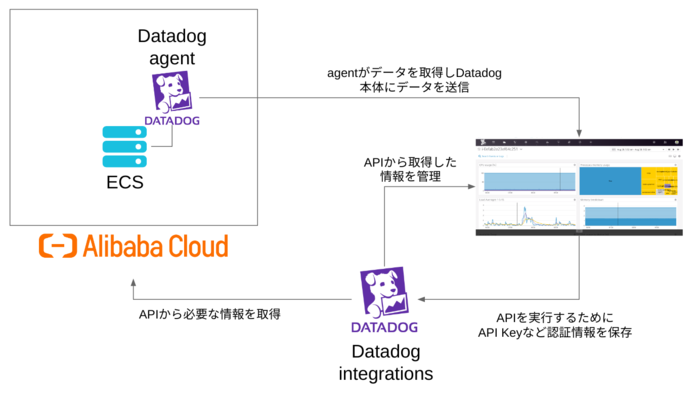 Datadog
agent
DATADOG
ECS
Alibaba Cloud
agentがデータを取得しDatadog
本体にデータを送信
APIから取得した
情報を管理
APIから必要な情報を取得
DATADOG
Datadog
integrations
APIを実行するために
API Keyなど認証情報を保存